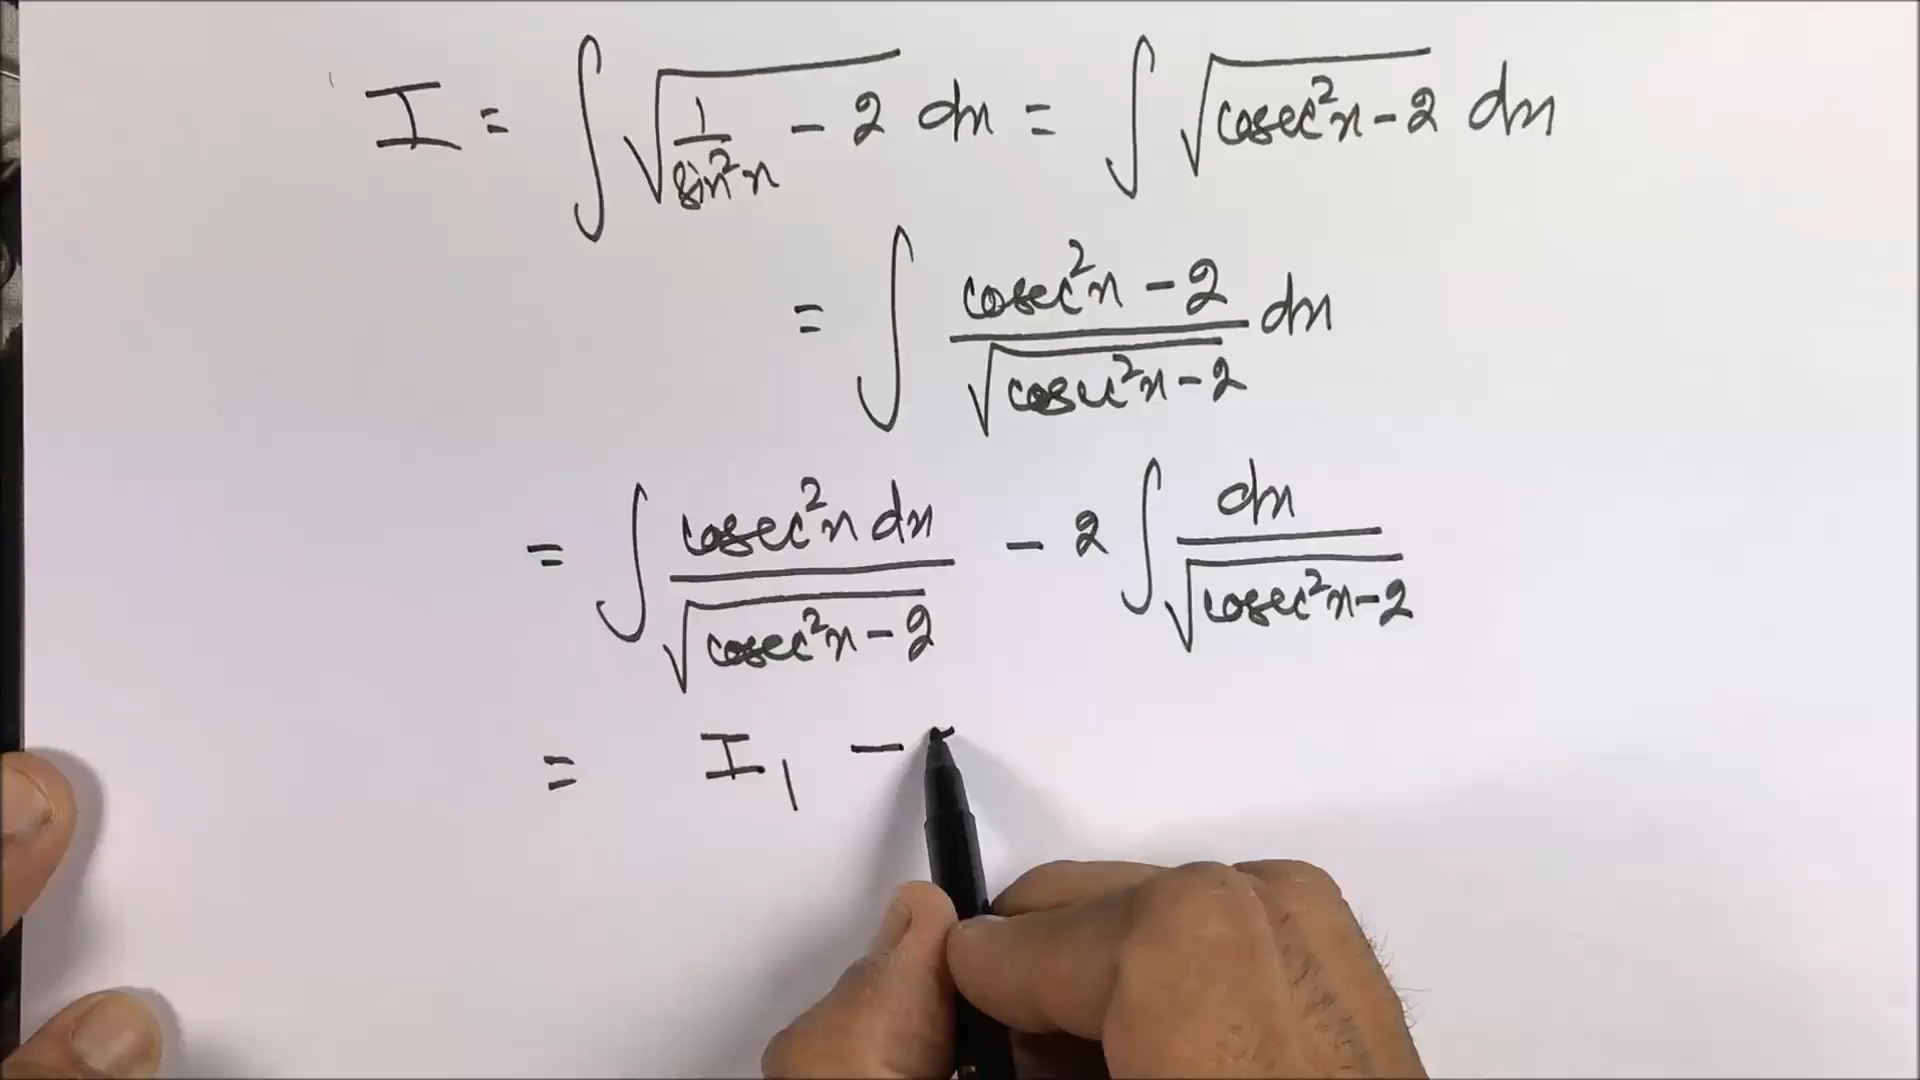 I = ∫ √(1/sin²x − 2) dx = ∫ √(cosec²x − 2) dx
= ∫ (cosec²x − 2)/√(cosec²x − 2) dx
= ∫ cosec²x dx/√(cosec²x − 2) − 2 ∫ dx/√(cosec²x − 2)
= I₁ −